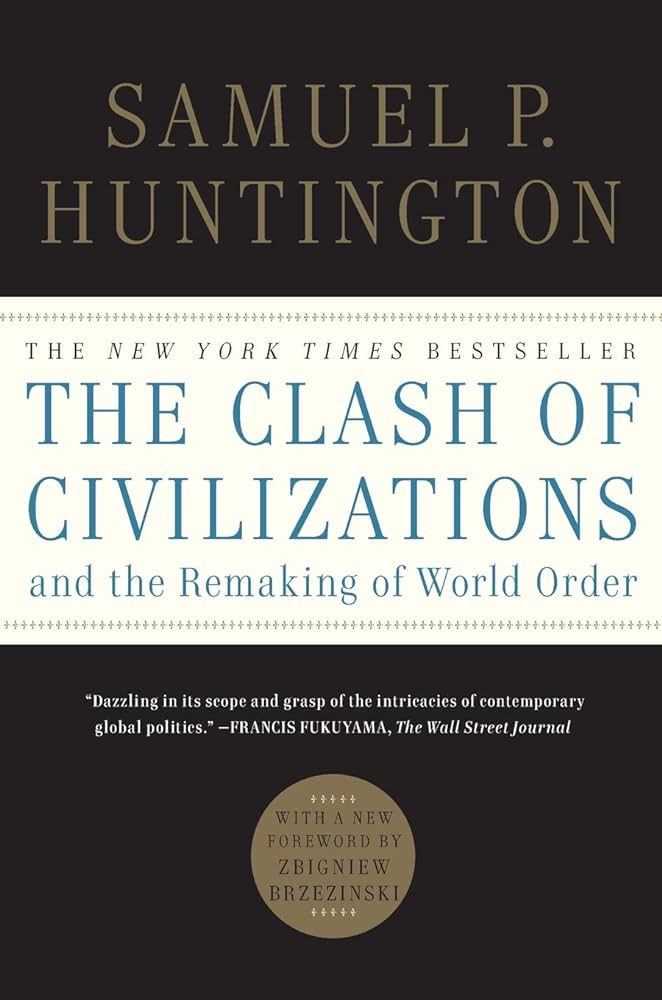 SAMUEL P.
HUNTINGTON
THE NEW YORK TIMES BESTSELLER
THE CLASH OF
CIVILIZATIONS
and the Remaking of World Order
“Dazzling in its scope and grasp of the intricacies of contemporary
global politics.” —FRANCIS FUKUYAMA, The Wall Street Journal
WITH A NEW
FOREWORD BY
ZBIGNIEW
BRZEZINSKI